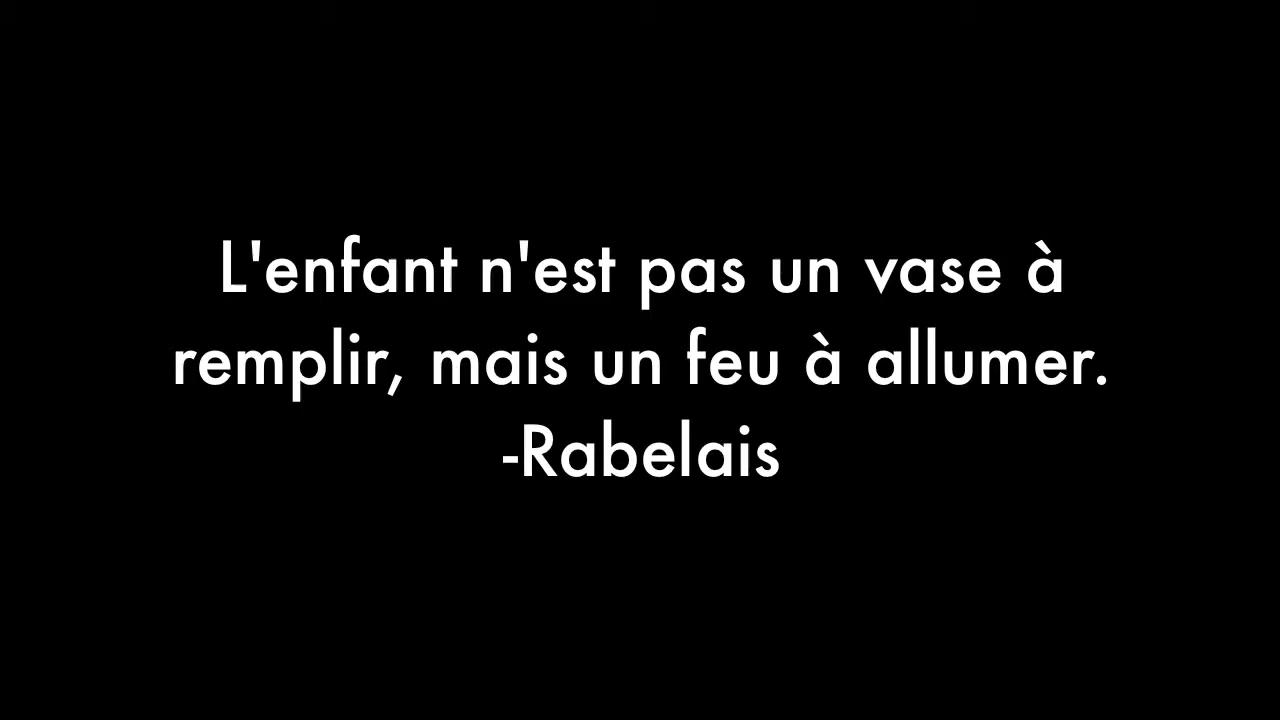 L'enfant n'est pas un vase à
remplir, mais un feu à allumer.
-Rabelais